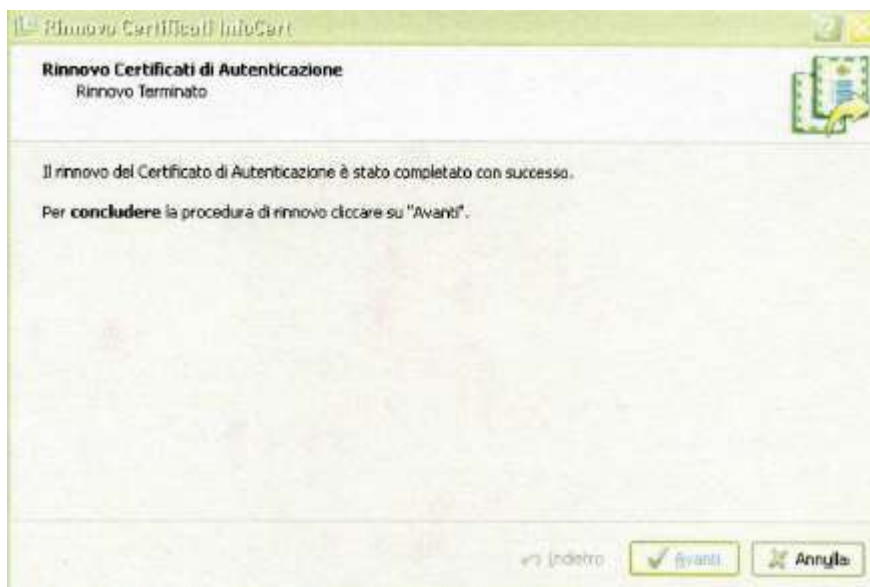 Rinnovo Certificati InfoCert
Rinnovo Certificati di Autenticazione
Rinnovo Terminato
Il rinnovo del Certificato di Autenticazione è stato completato con successo.
Per concludere la procedura di rinnovo cliccare su "Avanti".
Indietro
Avanti
Annulla